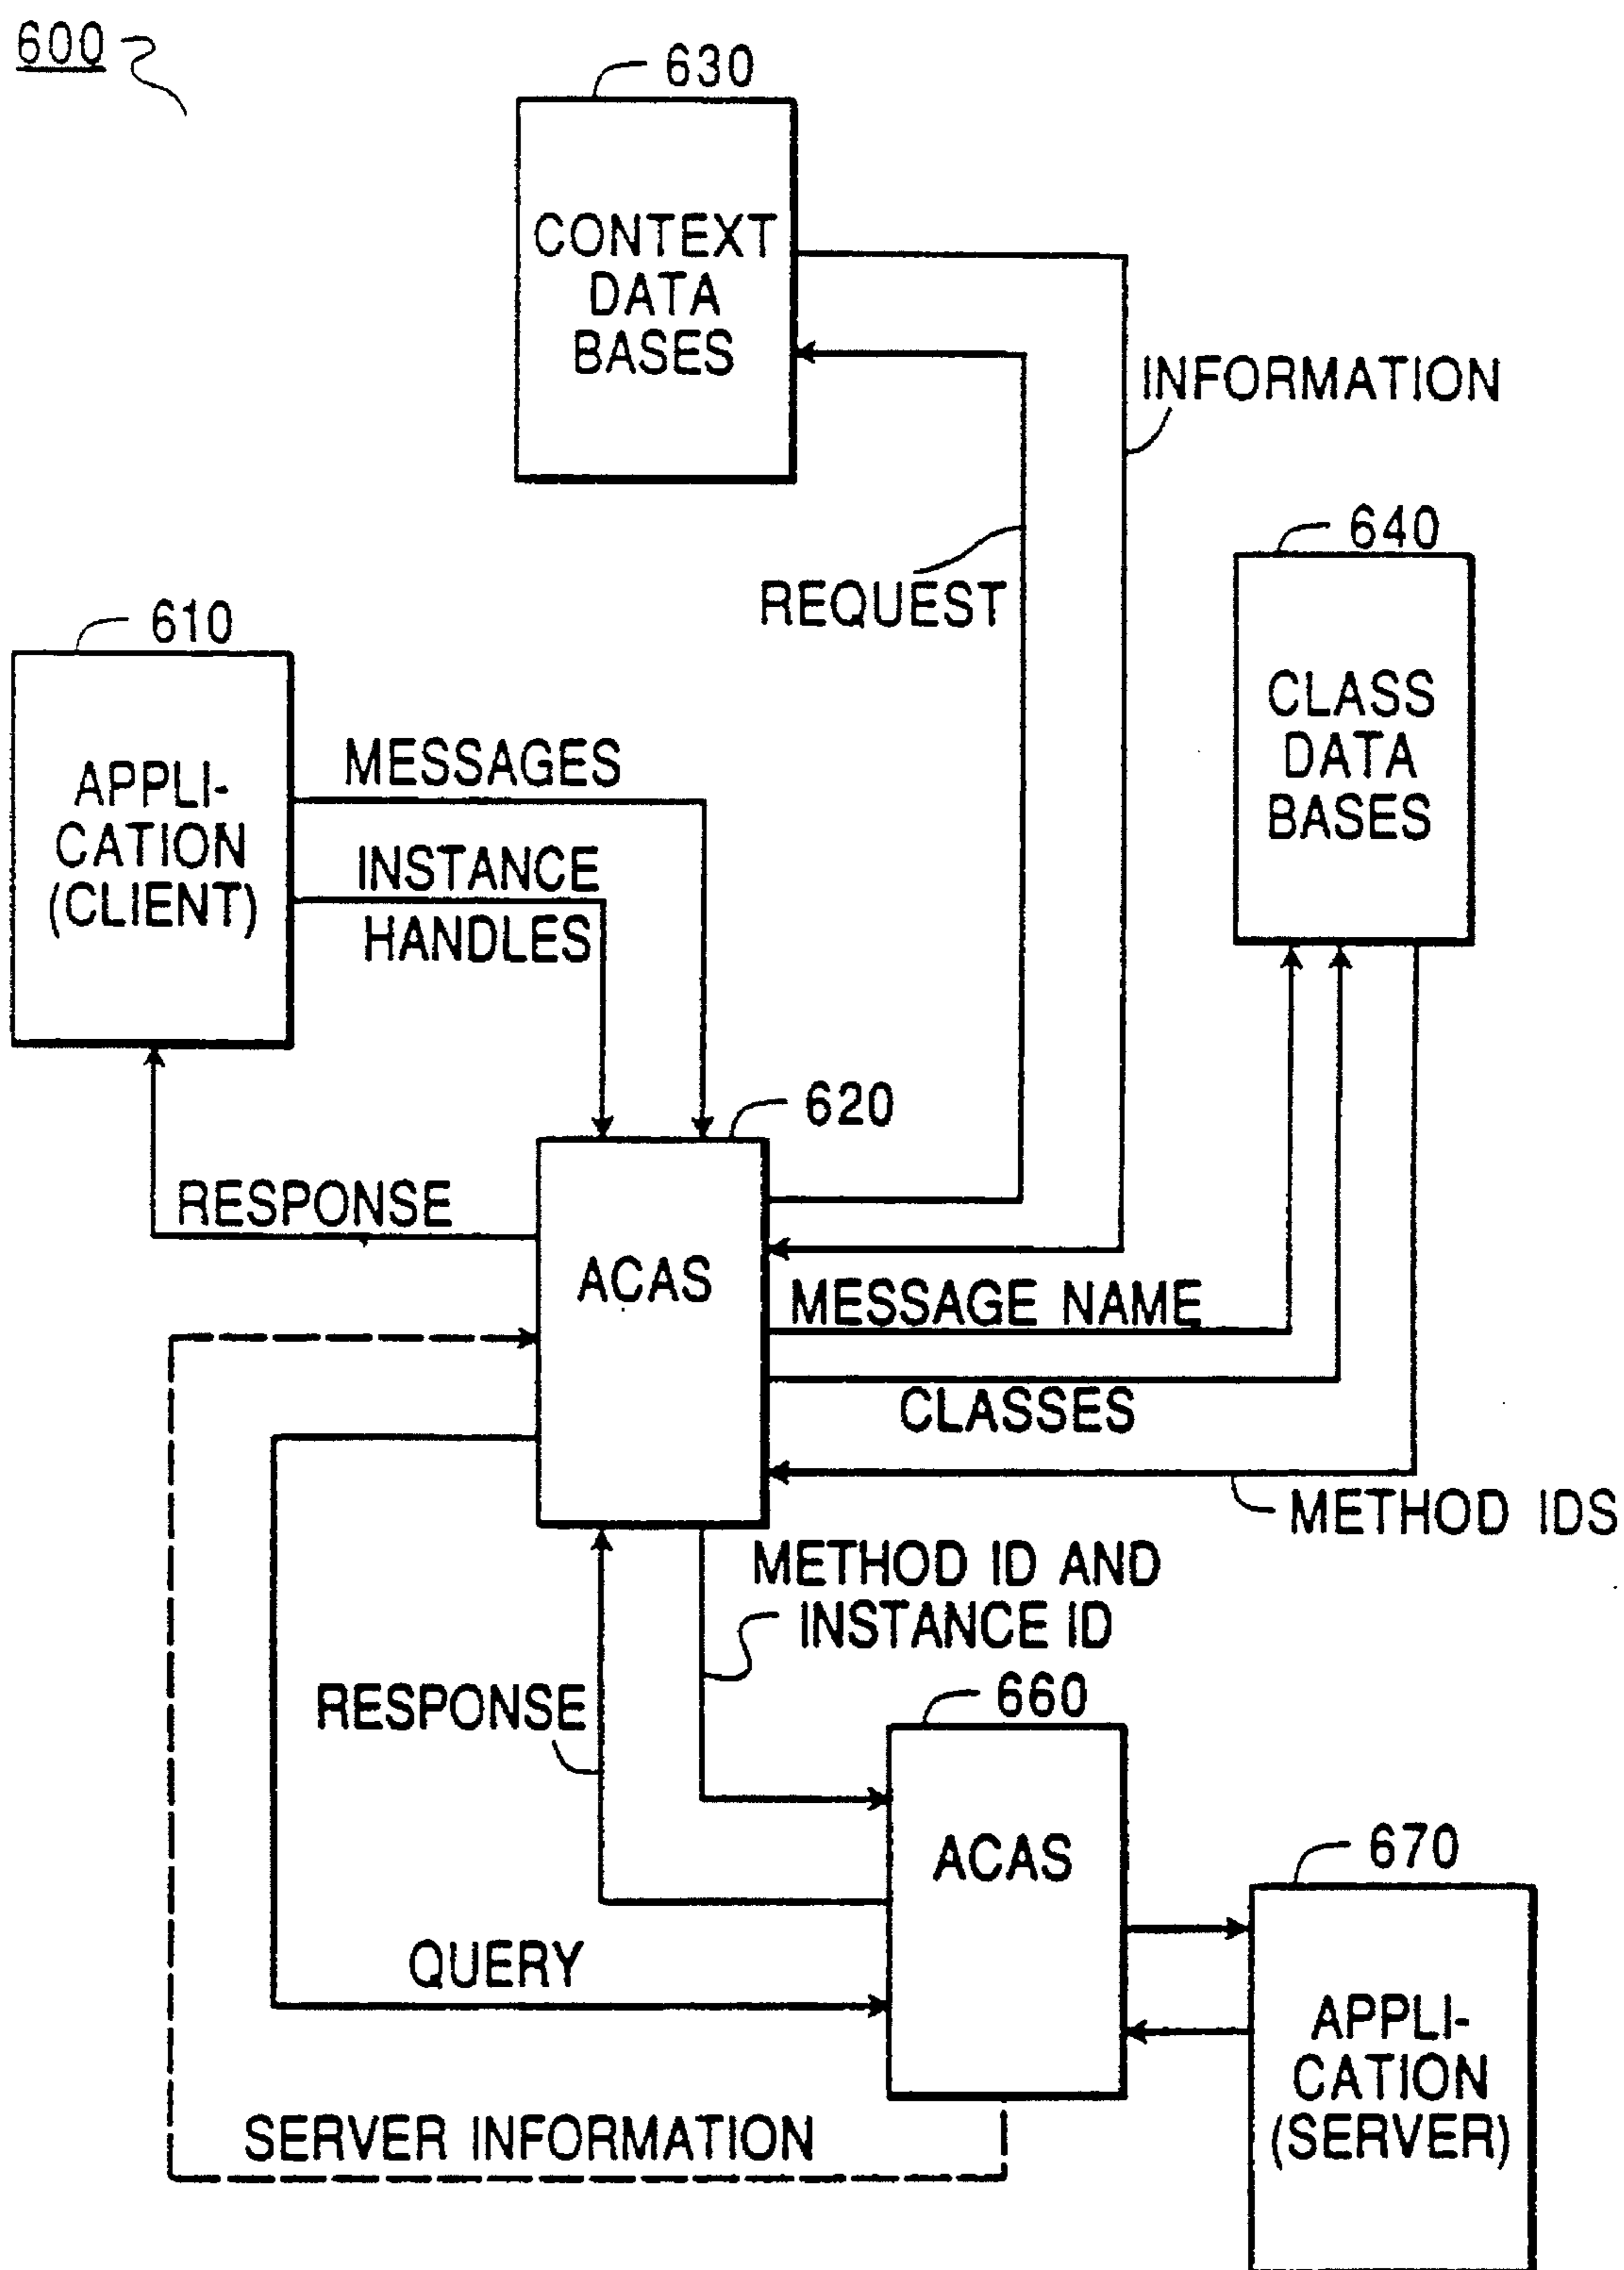 600
630
CONTEXT
DATA
BASES
INFORMATION
REQUEST
640
CLASS
DATA
BASES
610
APPLI-
CATION
(CLIENT)
MESSAGES
INSTANCE
HANDLES
620
RESPONSE
ACAS
MESSAGE NAME
CLASSES
METHOD IDS
METHOD ID AND
INSTANCE ID
RESPONSE
660
ACAS
670
QUERY
APPLI-
CATION
(SERVER)
SERVER INFORMATION